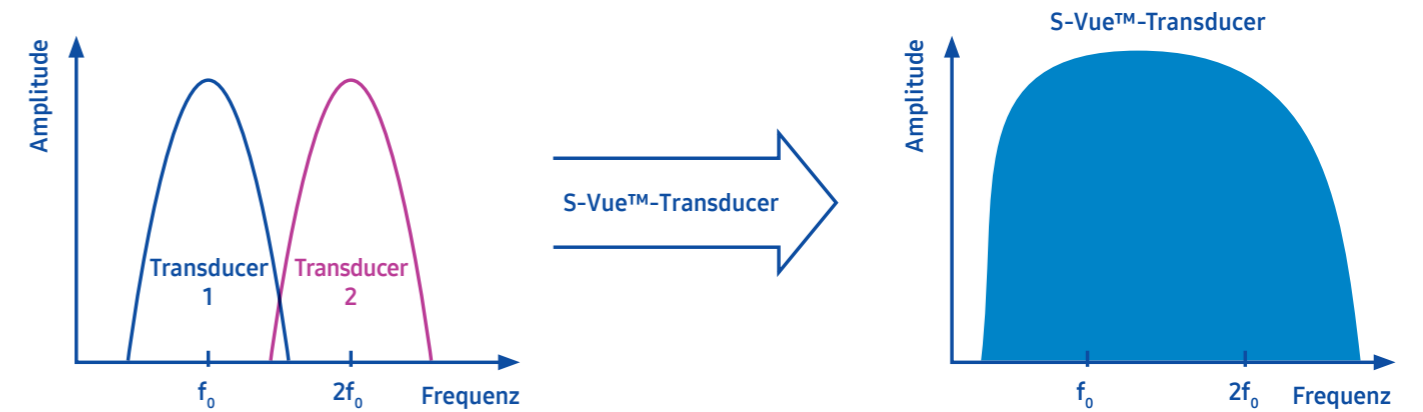 Amplitude
Transducer
1
Transducer
2
f₀
2f₀
Frequenz
S-Vue™-Transducer
S-Vue™-Transducer
Amplitude
f₀
2f₀
Frequenz